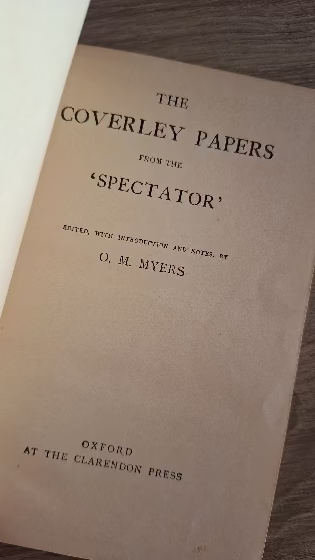 THE
COVERLEY PAPERS
FROM THE
‘SPECTATOR’
EDITED, WITH INTRODUCTION AND NOTES, BY
O. M. MYERS
OXFORD
AT THE CLARENDON PRESS